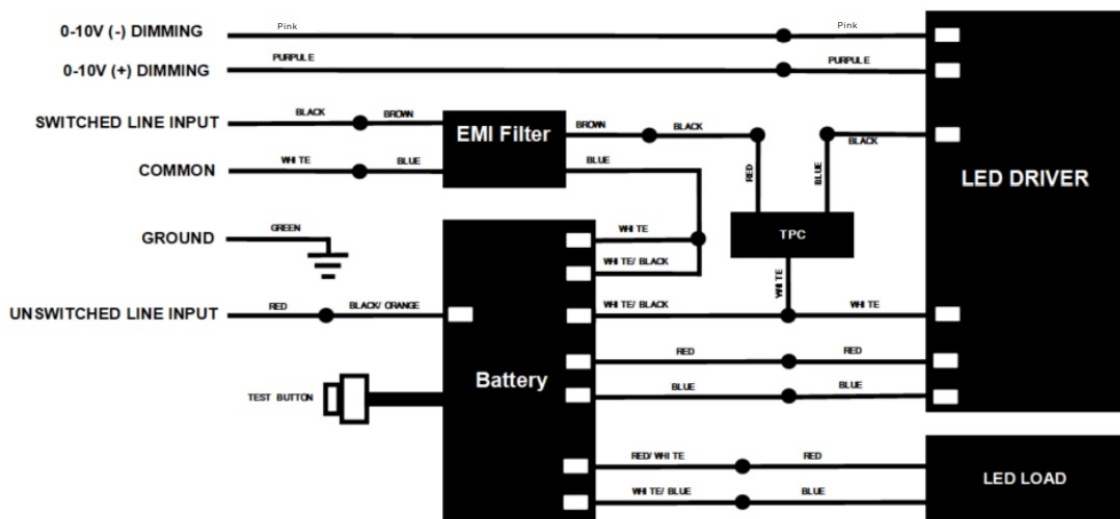 0-10V (-) DIMMING Pink Pink
0-10V (+) DIMMING PURPULE PURPULE
SWITCHED LINE INPUT BLACK BROWN EMI Filter BROWN BLACK BLACK
COMMON WHITE BLUE BLUE RED BLUE LED DRIVER
GROUND GREEN WHITE TPC
WHITE/ BLACK WHITE
UNSWITCHED LINE INPUT RED BLACK/ ORANGE WHITE/ BLACK WHITE
RED RED
Battery
BLUE BLUE
TEST BUTTON
RED/WHITE RED
LED LOAD
WHITE/ BLUE BLUE